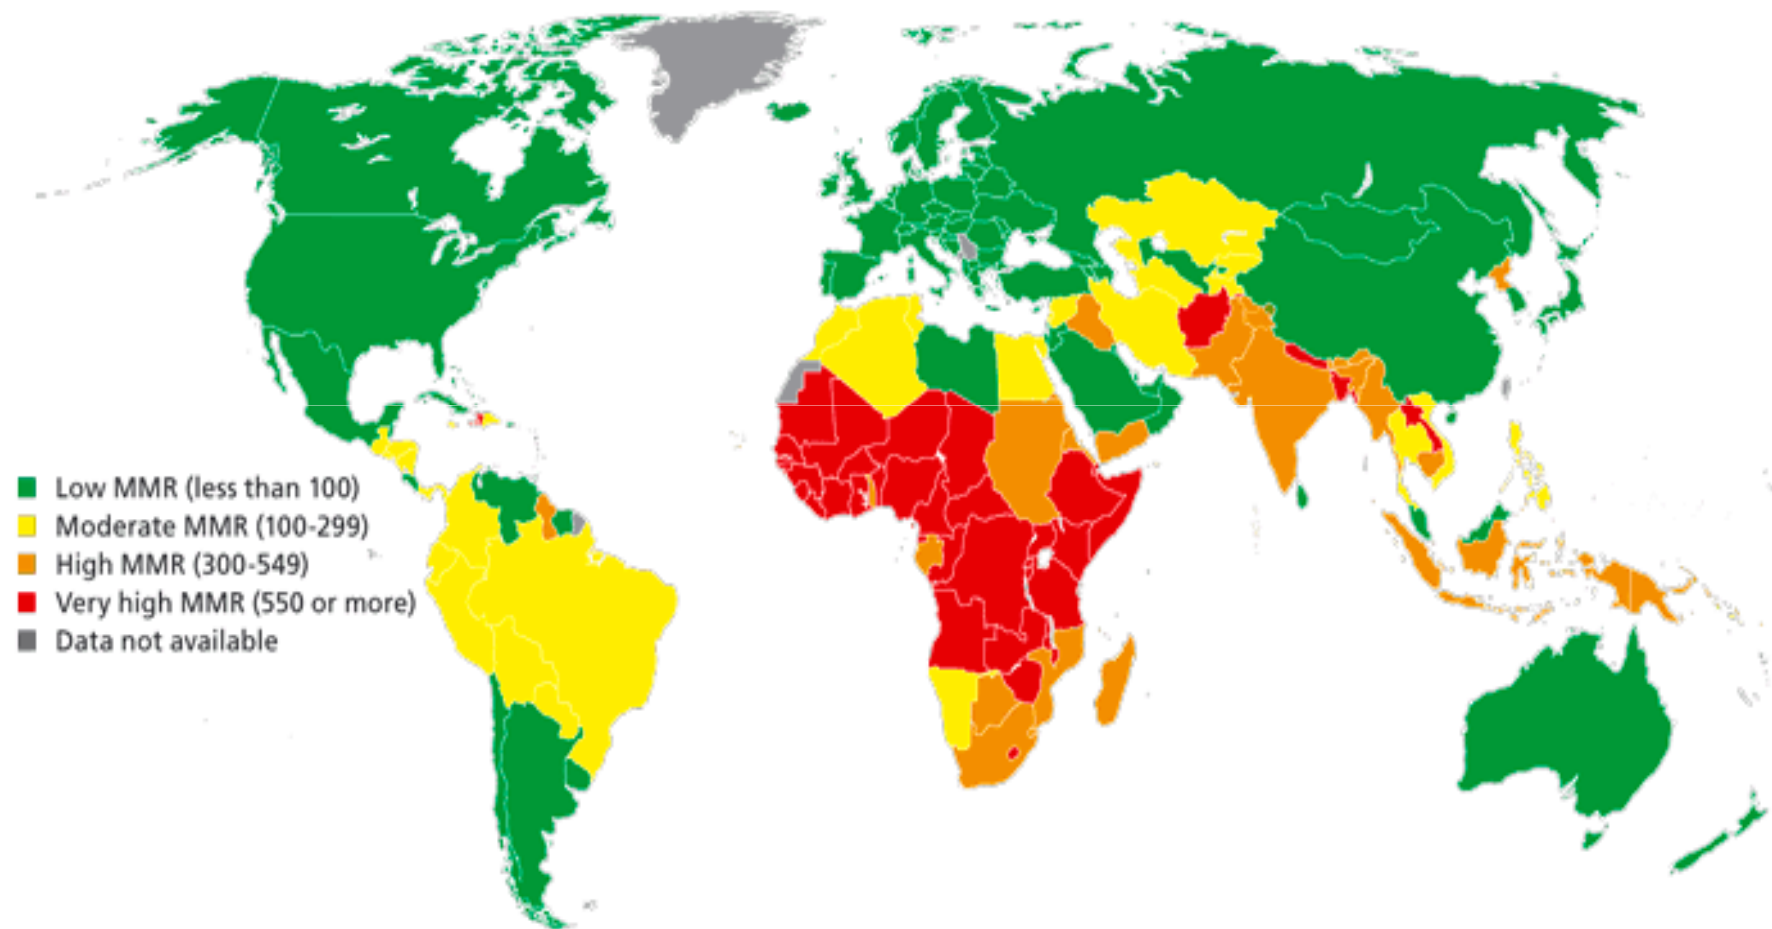 Low MMR (less than 100)
Moderate MMR (100-299)
High MMR (300-549)
Very high MMR (550 or more)
Data not available